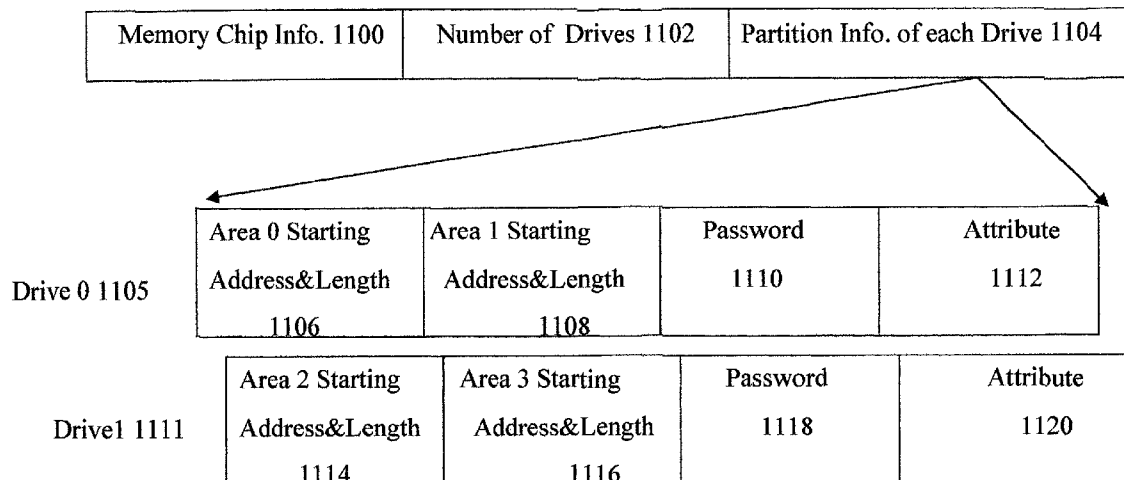 Memory Chip Info. 1100 Number of Drives 1102 Partition Info. of each Drive 1104
Area 0 Starting Area 1 Starting Password Attribute
Drive 0 1105 Address&Length Address&Length 1110 1112
1106 1108
Area 2 Starting Area 3 Starting Password Attribute
Drive1 1111 Address&Length Address&Length 1118 1120
1114 1116